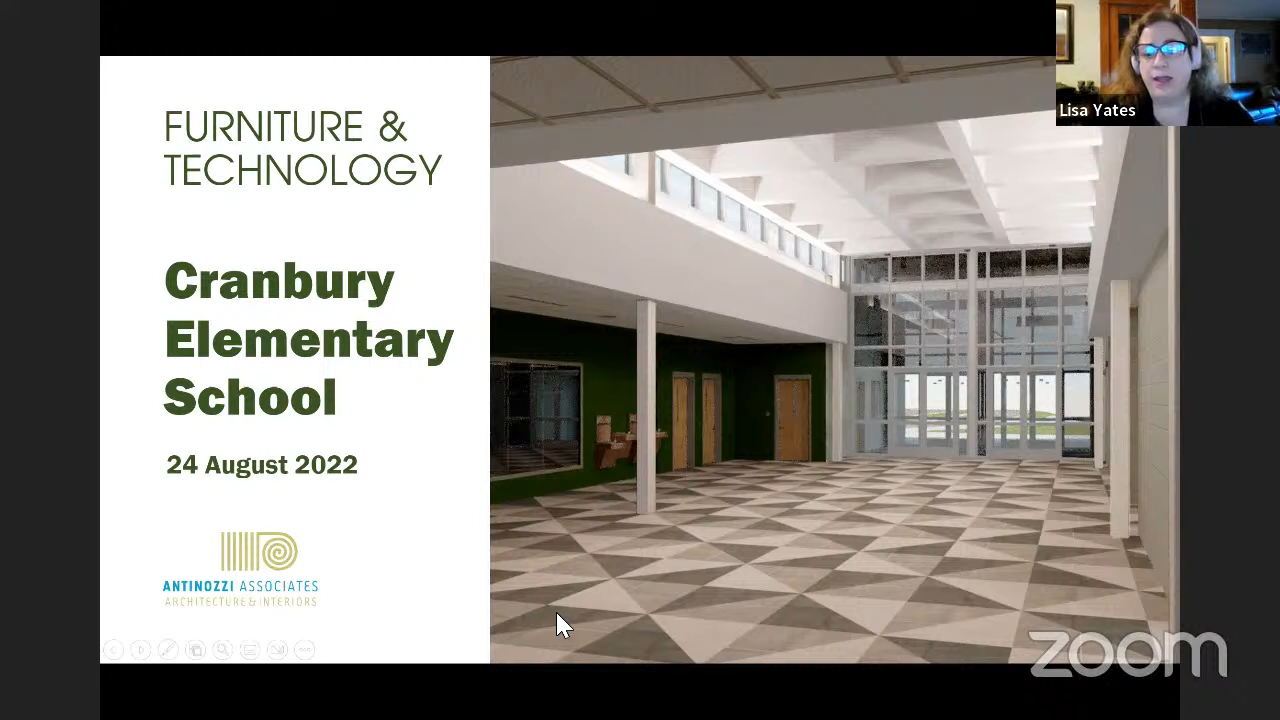 FURNITURE &
TECHNOLOGY
Cranbury
Elementary
School
24 August 2022
ANTINOZZI ASSOCIATES
ARCHITECTURE & INTERIORS
Lisa Yates
zoom